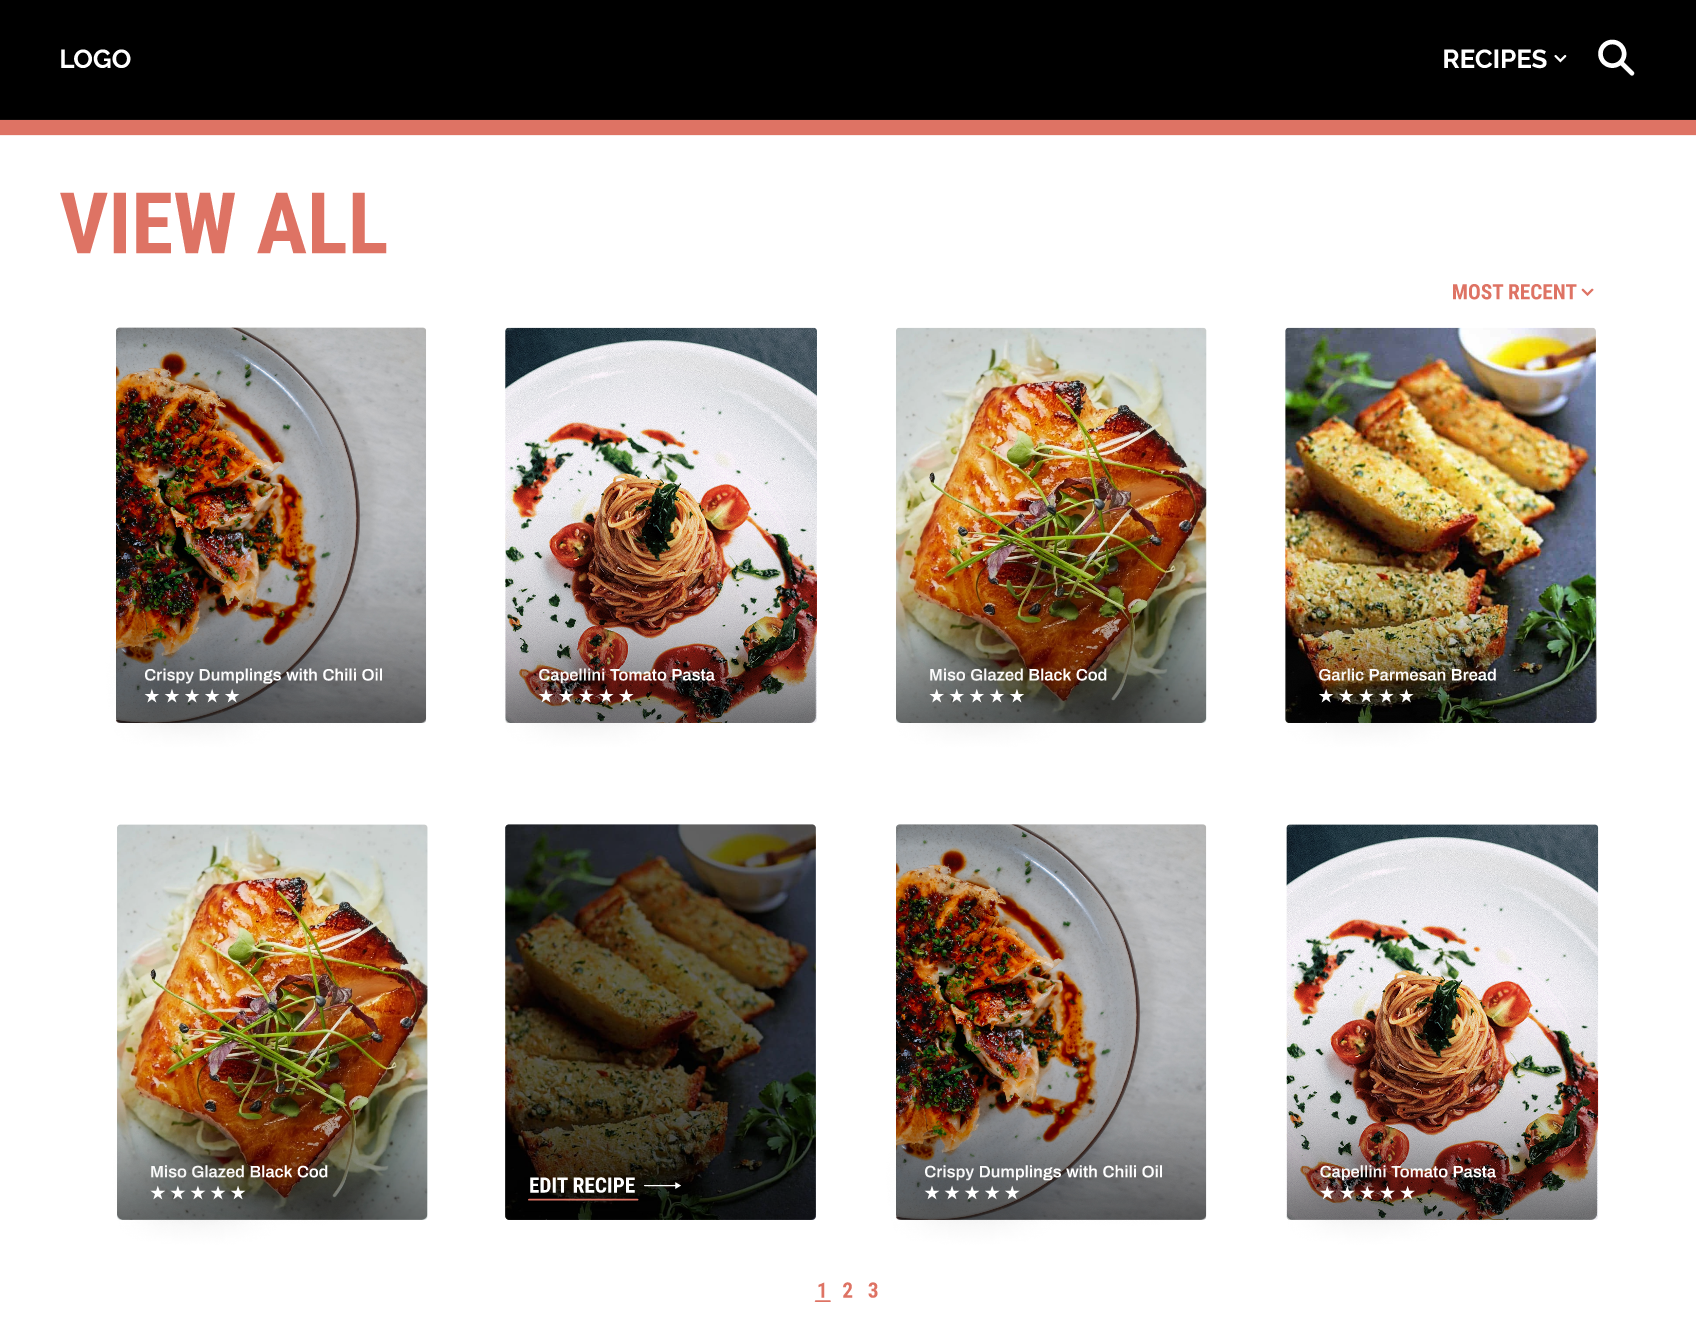 LOGO
RECIPES
VIEW ALL
MOST RECENT
Crispy Dumplings with Chili Oil
Capellini Tomato Pasta
Miso Glazed Black Cod
Garlic Parmesan Bread
Miso Glazed Black Cod
EDIT RECIPE
Crispy Dumplings with Chili Oil
Capellini Tomato Pasta
1 2 3